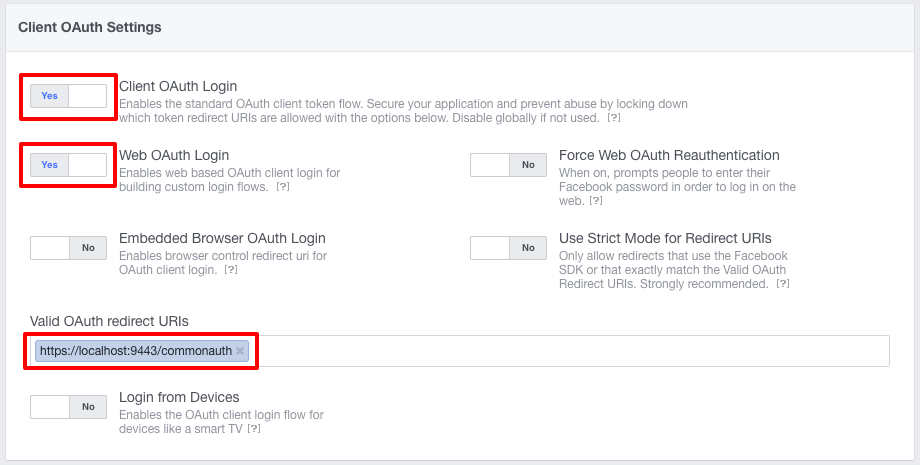 Client OAuth Settings
Yes
Client OAuth Login
Enables the standard OAuth client token flow. Secure your application and prevent abuse by locking down
which token redirect URIs are allowed with the options below. Disable globally if not used. [?]
Yes
Web OAuth Login
Enables web based OAuth client login for
building custom login flows. [?]
No
Force Web OAuth Reauthentication
When on, prompts people to enter their
Facebook password in order to log in on the
web. [?]
No
Embedded Browser OAuth Login
Enables browser control redirect uri for
OAuth client login. [?]
No
Use Strict Mode for Redirect URIs
Only allow redirects that use the Facebook
SDK or that exactly match the Valid OAuth
Redirect URIs. Strongly recommended. [?]
Valid OAuth redirect URIs
https://localhost:9443/commonauth ×
No
Login from Devices
Enables the OAuth client login flow for
devices like a smart TV [?]